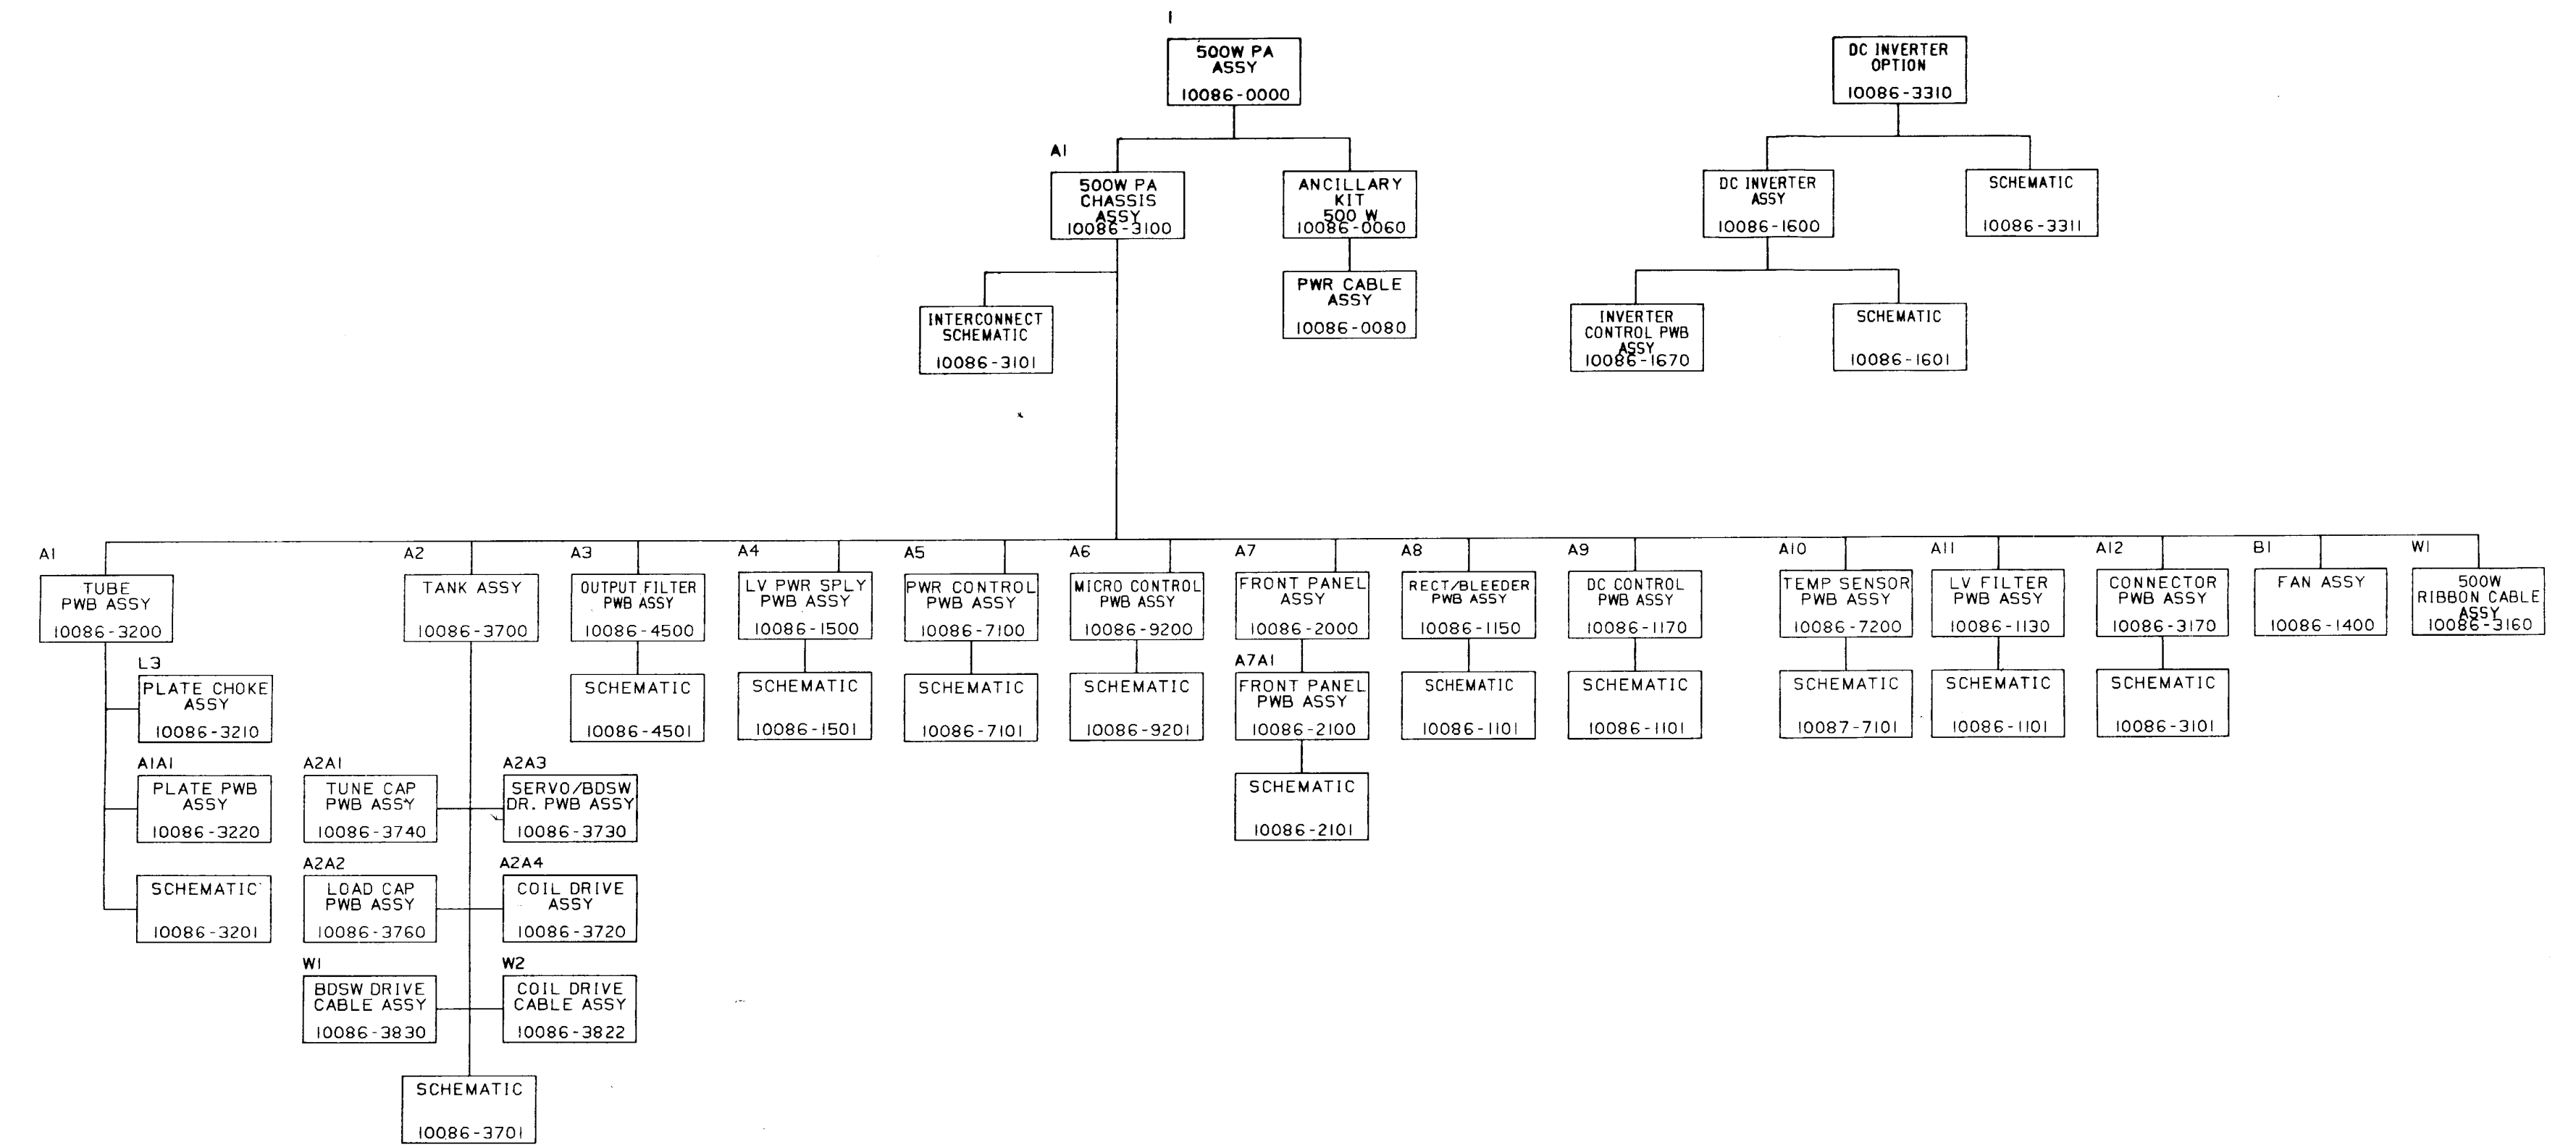 1
500W PA
ASSY
10086-0000
DC INVERTER
OPTION
10086-3310
A1
500W PA
CHASSIS
ASSY
10086-3100
ANCILLARY
KIT
500 W
10086-0060
DC INVERTER
ASSY
10086-1600
SCHEMATIC
10086-3311
INTERCONNECT
SCHEMATIC
10086-3101
PWR CABLE
ASSY
10086-0080
INVERTER
CONTROL PWB
ASSY
10086-1670
SCHEMATIC
10086-1601
A1
TUBE
PWB ASSY
10086-3200
A2
TANK ASSY
10086-3700
A3
OUTPUT FILTER
PWB ASSY
10086-4500
A4
LV PWR SPLY
PWB ASSY
10086-1500
A5
PWR CONTROL
PWB ASSY
10086-7100
A6
MICRO CONTROL
PWB ASSY
10086-9200
A7
FRONT PANEL
ASSY
10086-2000
A8
RECT/BLEEDER
PWB ASSY
10086-1150
A9
DC CONTROL
PWB ASSY
10086-1170
A10
TEMP SENSOR
PWB ASSY
10086-7200
A11
LV FILTER
PWB ASSY
10086-1130
A12
CONNECTOR
PWB ASSY
10086-3170
B1
FAN ASSY
10086-1400
W1
500W
RIBBON CABLE
ASSY
10086-3160
L3
PLATE CHOKE
ASSY
10086-3210
SCHEMATIC
10086-4501
SCHEMATIC
10086-1501
SCHEMATIC
10086-7101
SCHEMATIC
10086-9201
A7A1
FRONT PANEL
PWB ASSY
10086-2100
SCHEMATIC
10086-1101
SCHEMATIC
10086-1101
SCHEMATIC
10087-7101
SCHEMATIC
10086-1101
SCHEMATIC
10086-3101
A1A1
PLATE PWB
ASSY
10086-3220
A2A1
TUNE CAP
PWB ASSY
10086-3740
A2A3
SERVO/BDSW
DR. PWB ASSY
10086-3730
SCHEMATIC
10086-2101
SCHEMATIC
10086-3201
A2A2
LOAD CAP
PWB ASSY
10086-3760
A2A4
COIL DRIVE
ASSY
10086-3720
W1
BDSW DRIVE
CABLE ASSY
10086-3830
W2
COIL DRIVE
CABLE ASSY
10086-3822
SCHEMATIC
10086-3701